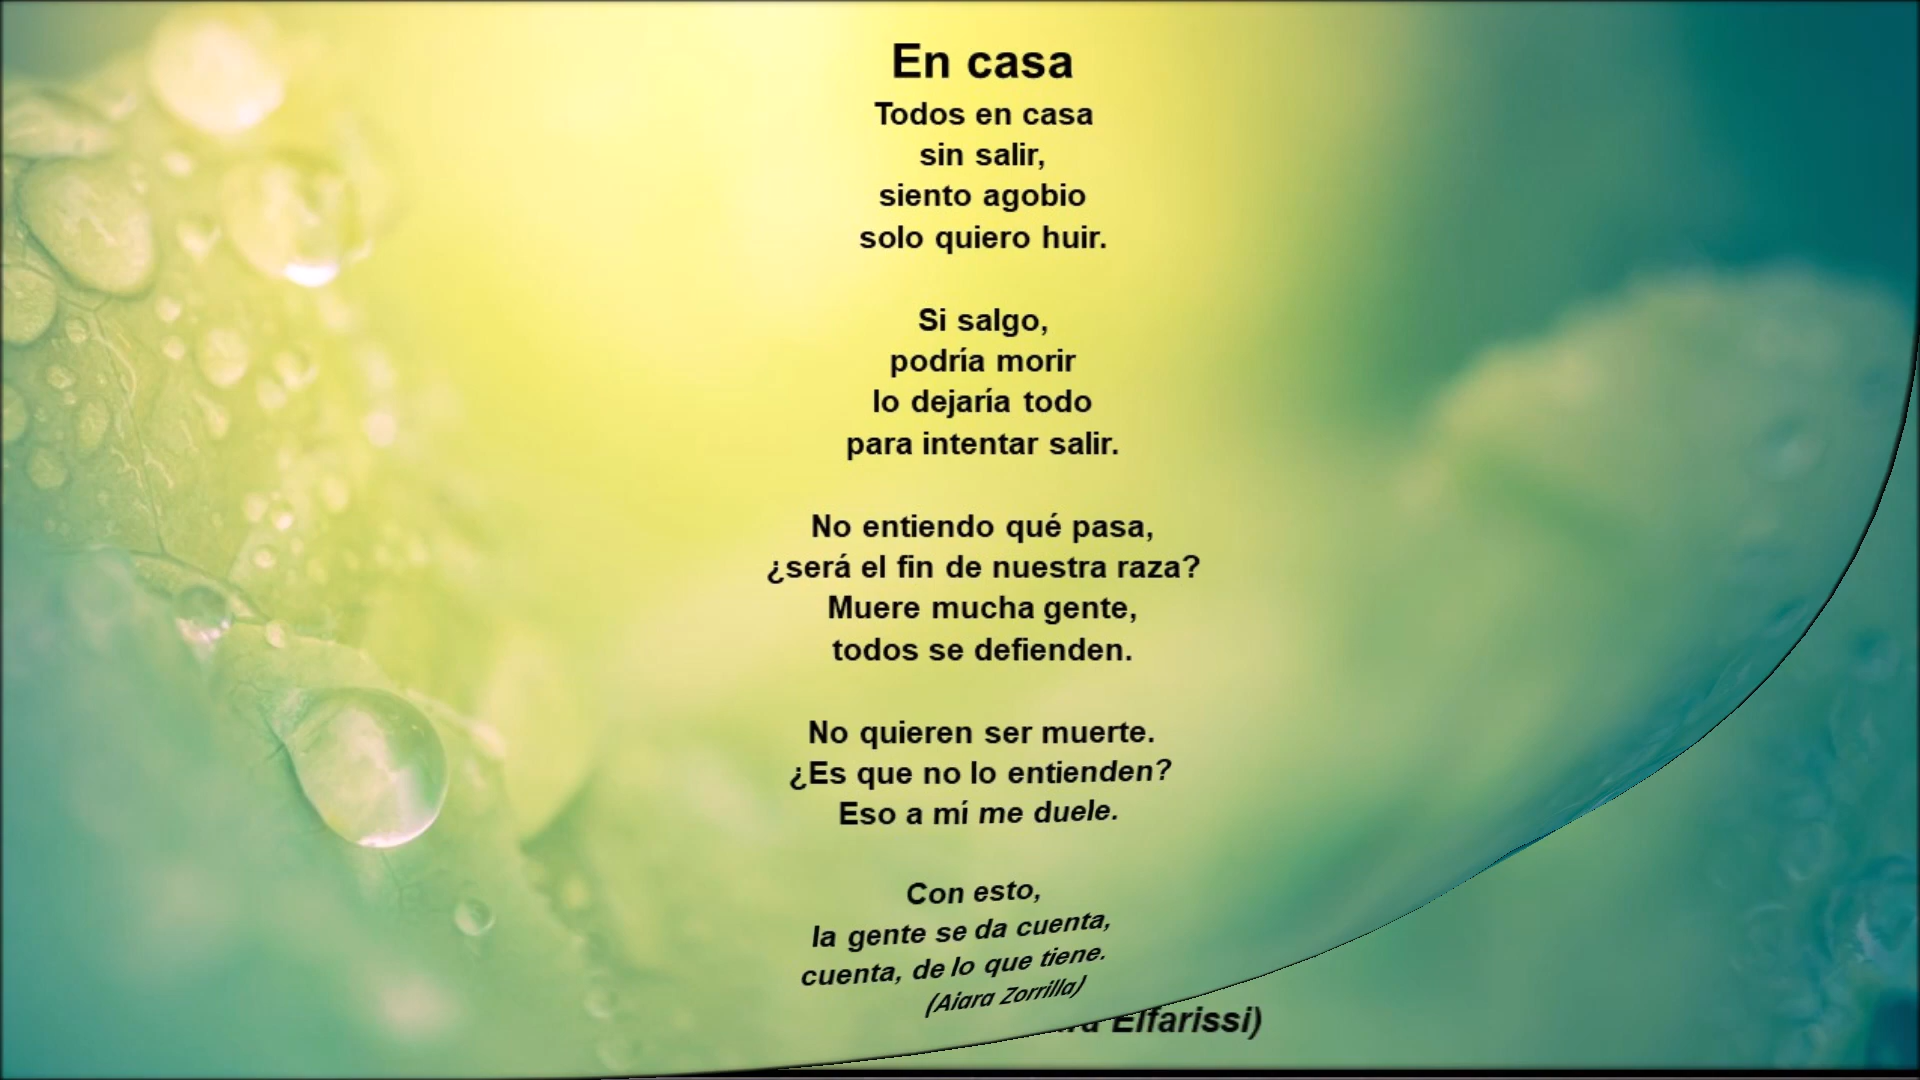 En casa
Todos en casa
sin salir,
siento agobio
solo quiero huir.
Si salgo,
podría morir
lo dejaría todo
para intentar salir.
No entiendo qué pasa,
¿será el fin de nuestra raza?
Muere mucha gente,
todos se defienden.
No quieren ser muerte.
¿Es que no lo entienden?
Eso a mí me duele.
Con esto,
la gente se da cuenta,
cuenta, de lo que tiene.
(Aiara Zorrilla)
Elfarissi)